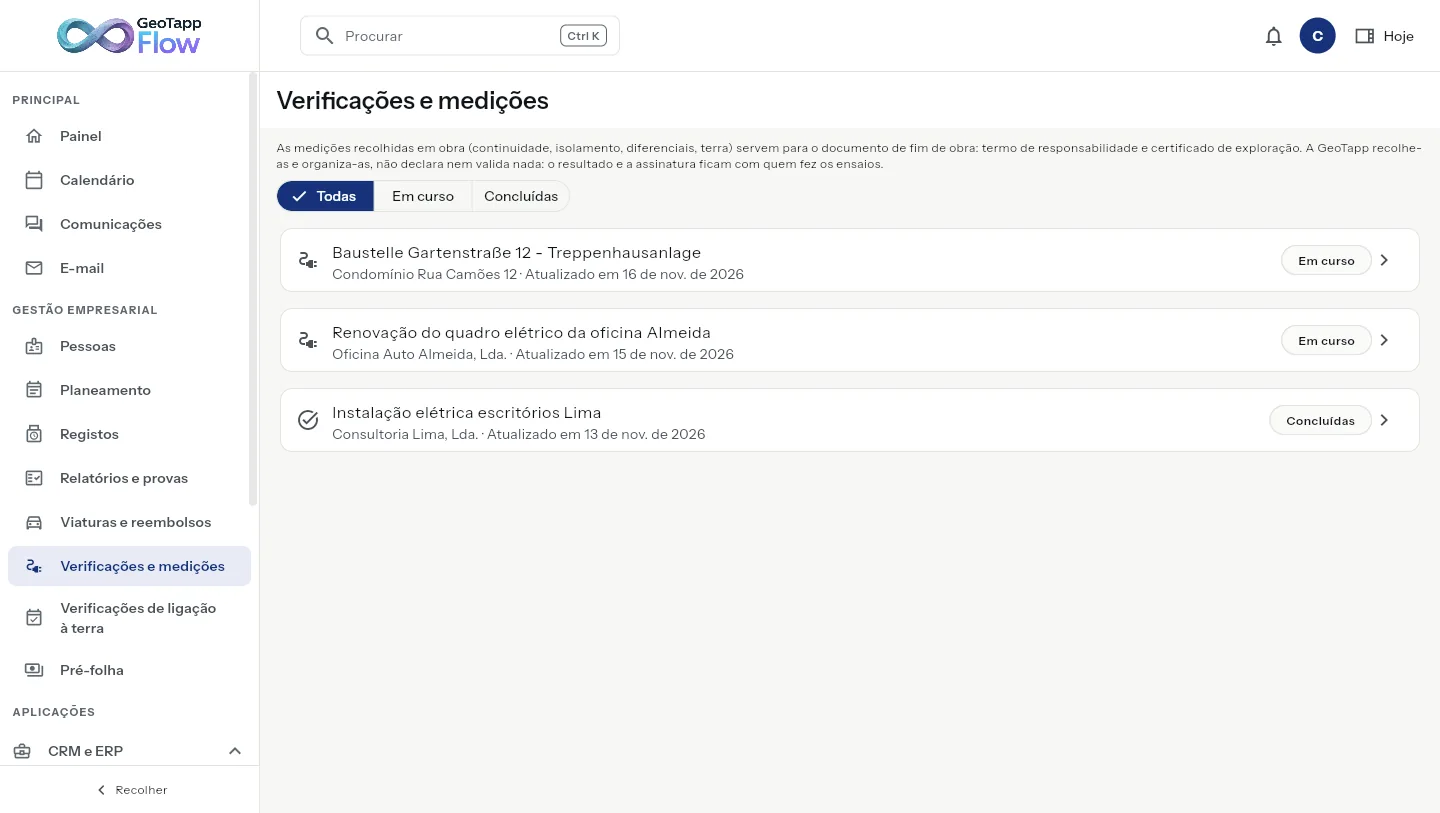 GeoTapp
Flow
Procurar
Ctrl K
C
Hoje
PRINCIPAL
Painel
Calendário
Comunicações
E-mail
GESTÃO EMPRESARIAL
Pessoas
Planeamento
Registos
Relatórios e provas
Viaturas e reembolsos
Verificações e medições
Verificações de ligação
à terra
Pré-folha
APLICAÇÕES
CRM e ERP
Recolher
Verificações e medições
As medições recolhidas em obra (continuidade, isolamento, diferenciais, terra) servem para o documento de fim de obra: termo de responsabilidade e certificado de exploração. A GeoTapp recolhe-
as e organiza-as, não declara nem valida nada: o resultado e a assinatura ficam com quem fez os ensaios.
Todas
Em curso
Concluídas
Baustelle Gartenstraße 12 - Treppenhausanlage
Condomínio Rua Camões 12 · Atualizado em 16 de nov. de 2026
Em curso
Renovação do quadro elétrico da oficina Almeida
Oficina Auto Almeida, Lda. · Atualizado em 15 de nov. de 2026
Em curso
Instalação elétrica escritórios Lima
Consultoria Lima, Lda. · Atualizado em 13 de nov. de 2026
Concluídas